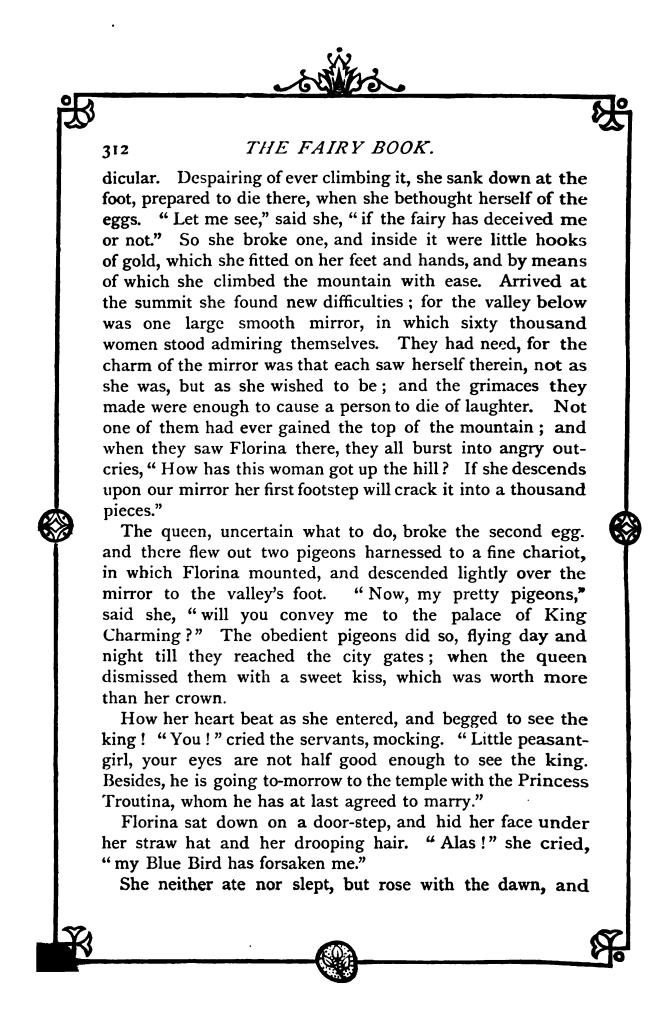 312 THE FAIRY BOOK.
dicular. Despairing of ever climbing it, she sank down at the
foot, prepared to die there, when she bethought herself of the
eggs. “ Let me see,” said she, “ if the fairy has deceived me
or not.” So she broke one, and inside it were little hooks
of gold, which she fitted on her feet and hands, and by means
of which she climbed the mountain with ease. Arrived at
the summit she found new difficulties ; for the valley below
was one large smooth mirror, in which sixty thousand
women stood admiring themselves. They had need, for the
charm of the mirror was that each saw herself therein, not as
she was, but as she wished to be ; and the grimaces they
made were enough to cause a person to die of laughter. Not
one of them had ever gained the top of the mountain ; and
when they saw Florina there, they all burst into angry out-
cries, “ How has this woman got up the hill ? If she descends
upon our mirror her first footstep will crack it into a thousand
pieces.”
The queen, uncertain what to do, broke the second egg.
and there flew out two pigeons harnessed to a fine chariot,
in which Florina mounted, and descended lightly over the
mirror to the valley’s foot. “ Now, my pretty pigeons,”
said she, “ will you convey me to the palace of King
Charming ?” The obedient pigeons did so, flying day and
night till they reached the city gates ; when the queen
dismissed them with a sweet kiss, which was worth more
than her crown.
How her heart beat as she entered, and begged to see the
king ! “ You ! ” cried the servants, mocking. “ Little peasant-
girl, your eyes are not half good enough to see the king.
Besides, he is going to-morrow to the temple with the Princess
Troutina, whom he has at last agreed to marry.”
Florina sat down on a door-step, and hid her face under
her straw hat and her drooping hair. “ Alas !” she cried,
“ my Blue Bird has forsaken me.”
She neither ate nor slept, but rose with the dawn, and